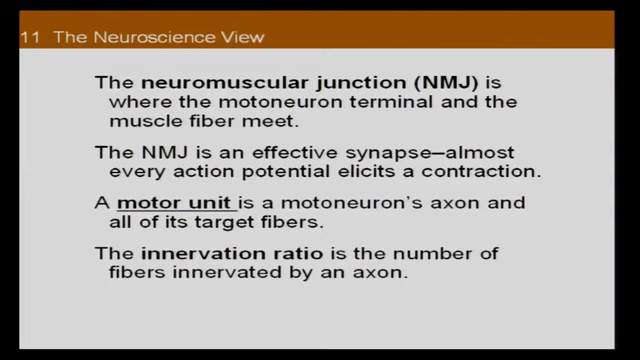 11 The Neuroscience View
The neuromuscular junction (NMJ) is
where the motoneuron terminal and the
muscle fiber meet.
The NMJ is an effective synapse—almost
every action potential elicits a contraction.
A motor unit is a motoneuron's axon and
all of its target fibers.
The innervation ratio is the number of
fibers innervated by an axon.